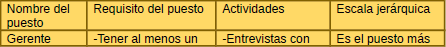 Nombre del puesto
Requisito del puesto
Actividades
Escala jerárquica
Gerente
-Tener al menos un
-Entrevistas con
Es el puesto más